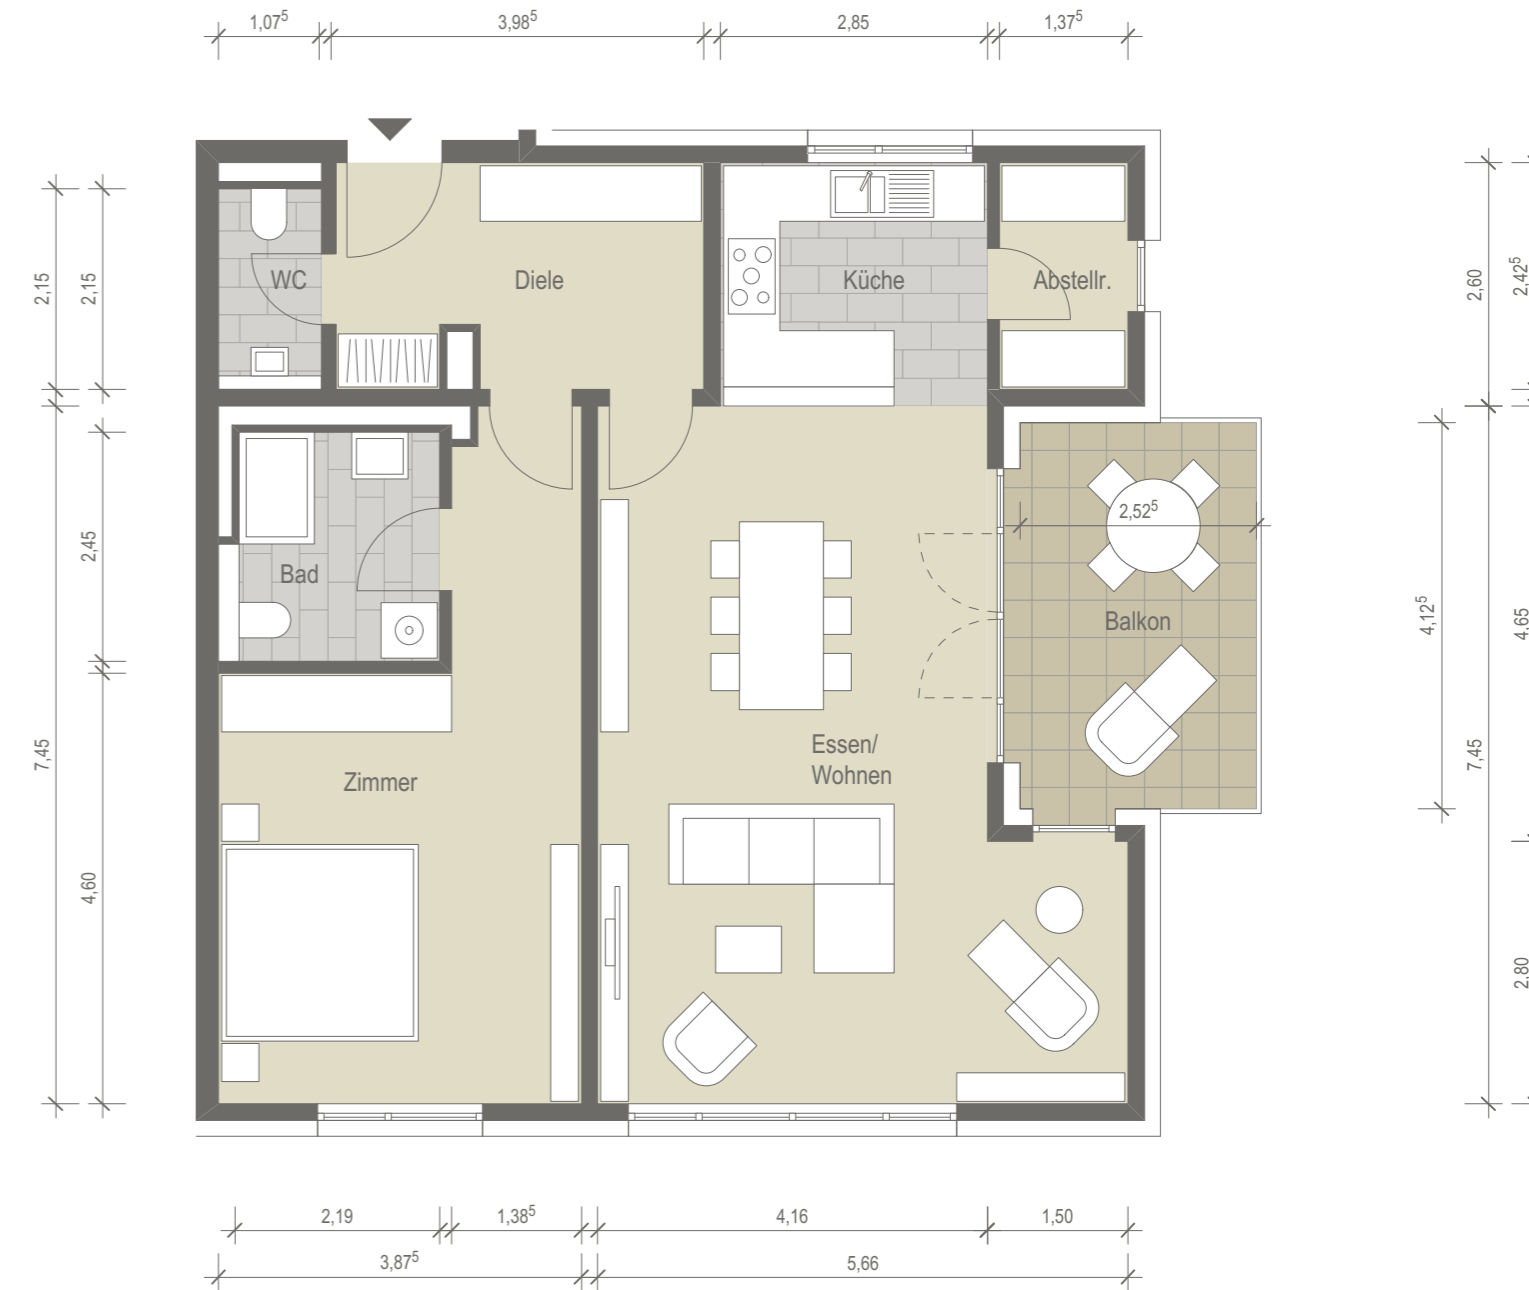 1,07⁵ 3,98⁵ 2,85 1,37⁵
2,15
2,15
WC
Diele
Küche
Abstellr.
2,60
2,42⁵
2,52⁵
2,45
Bad
Balkon
4,12⁵
4,65
7,45
Zimmer
Essen/
Wohnen
7,45
4,60
2,80
2,19 1,38⁵ 4,16 1,50
3,87⁵ 5,66